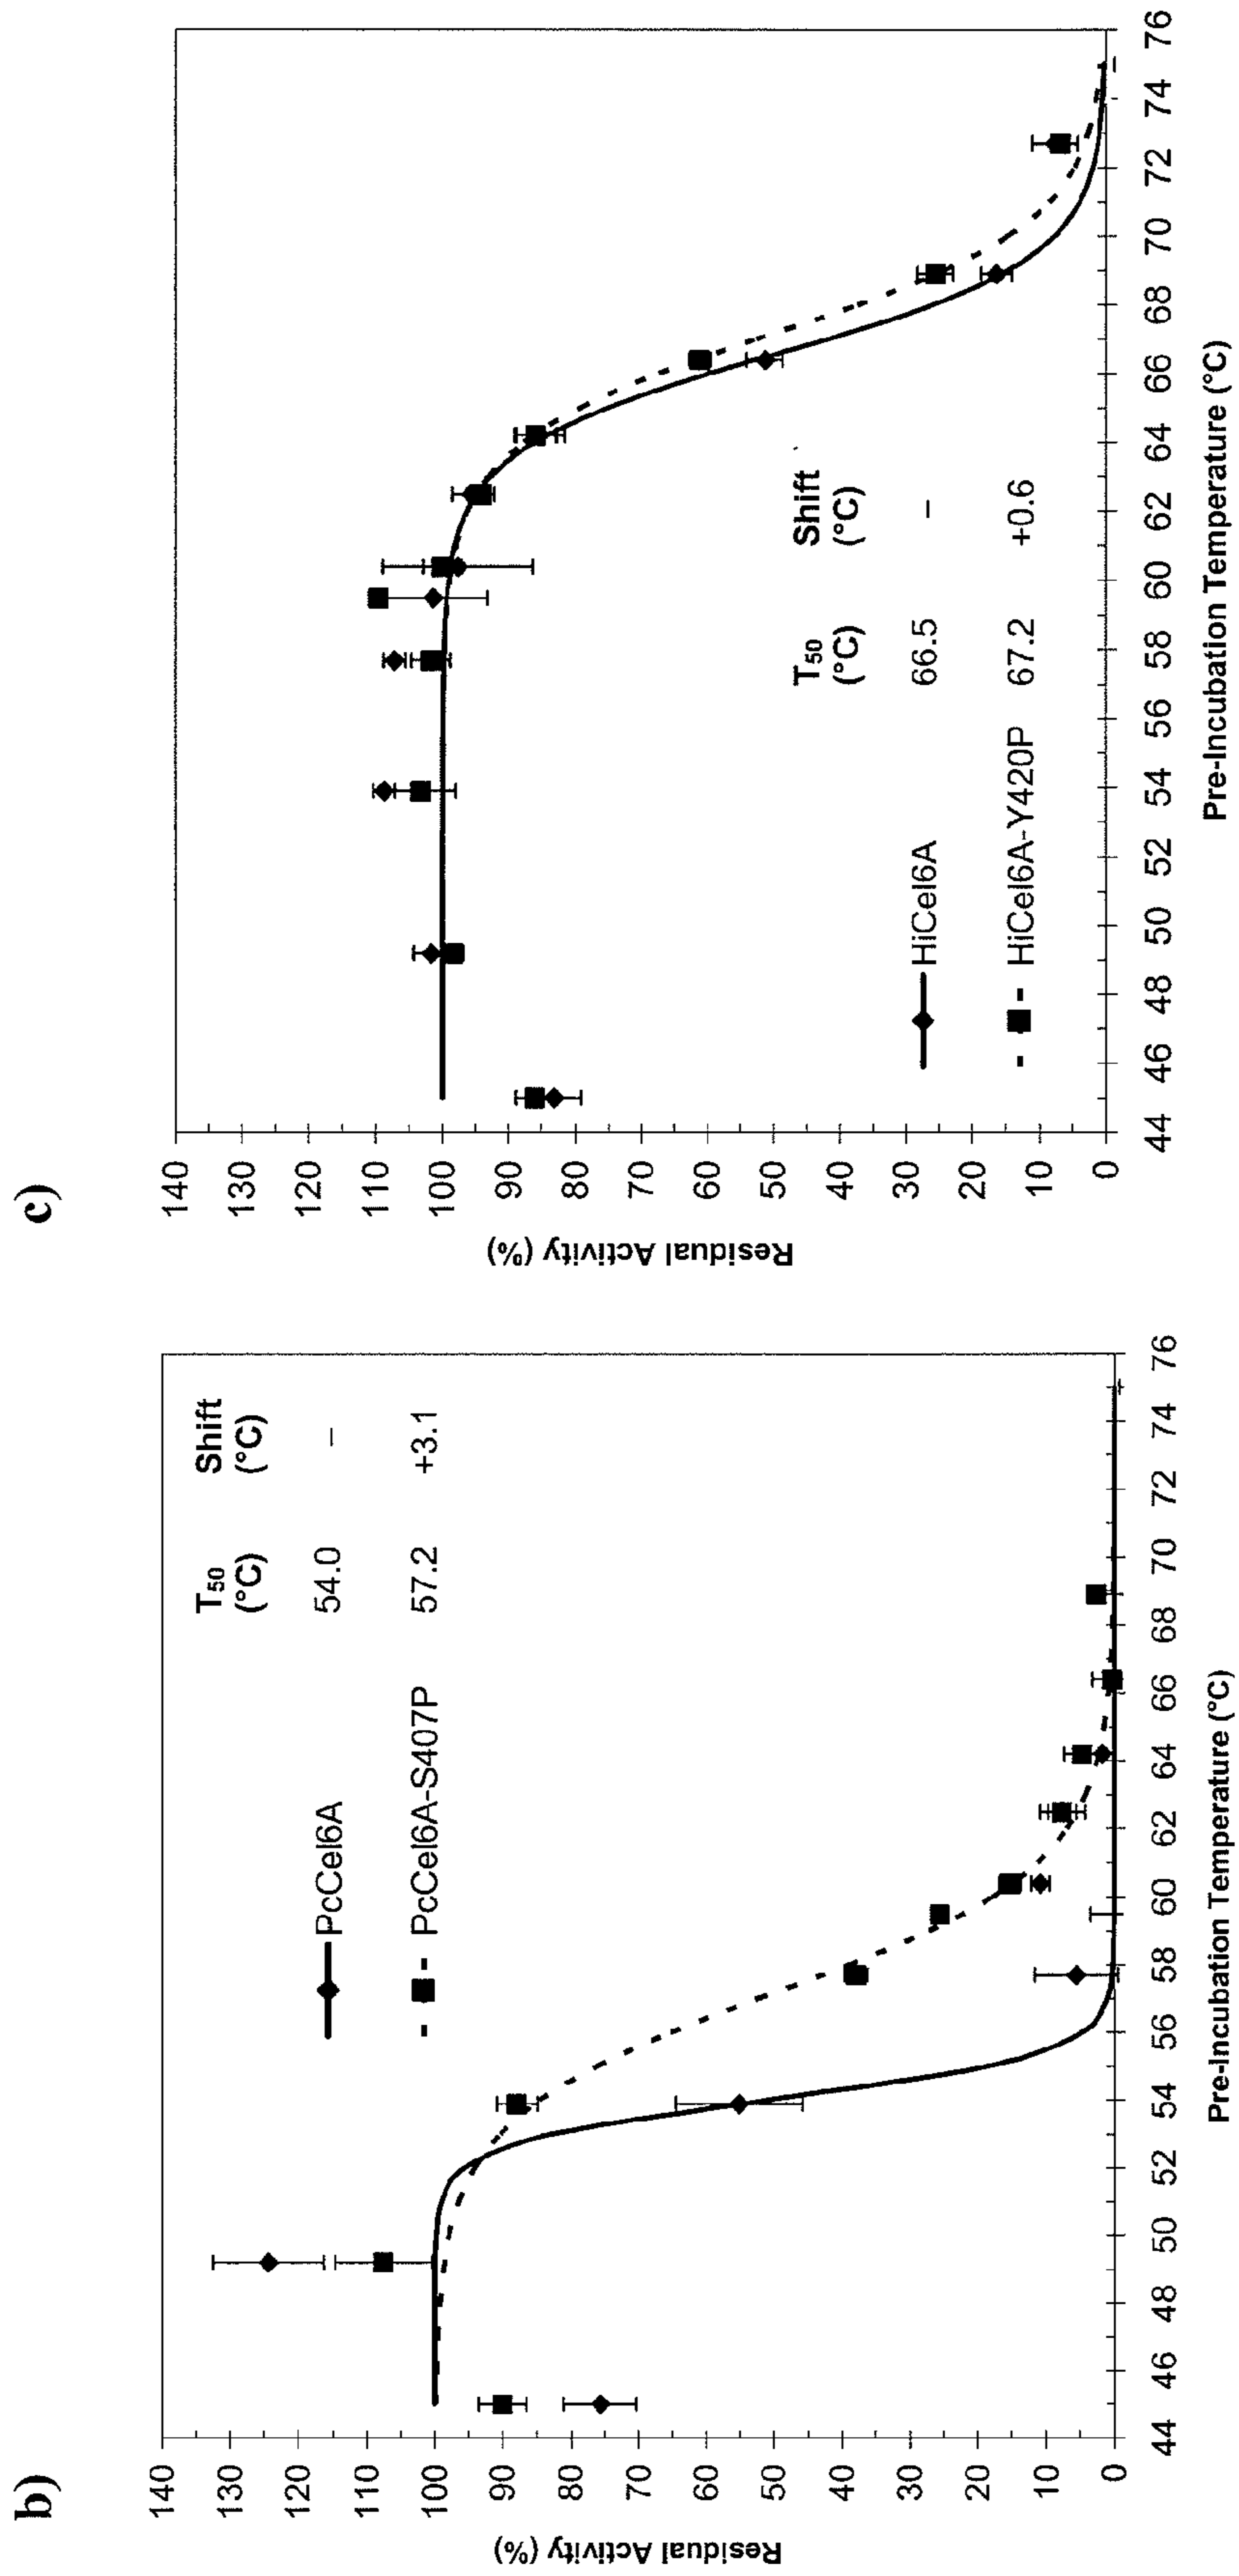 b)
Residual Activity (%)
140
130
120
110
100
90
80
70
60
50
40
30
20
10
0
44 46 48 50 52 54 56 58 60 62 64 66 68 70 72 74 76
Pre-Incubation Temperature (°C)
T50 Shift
(°C) (°C)
PcCel6A 54.0 –
PcCel6A-S407P 57.2 +3.1
c)
Residual Activity (%)
140
130
120
110
100
90
80
70
60
50
40
30
20
10
0
44 46 48 50 52 54 56 58 60 62 64 66 68 70 72 74 76
Pre-Incubation Temperature (°C)
T50 Shift
(°C) (°C)
HiCel6A 66.5 –
HiCel6A-Y420P 67.2 +0.6